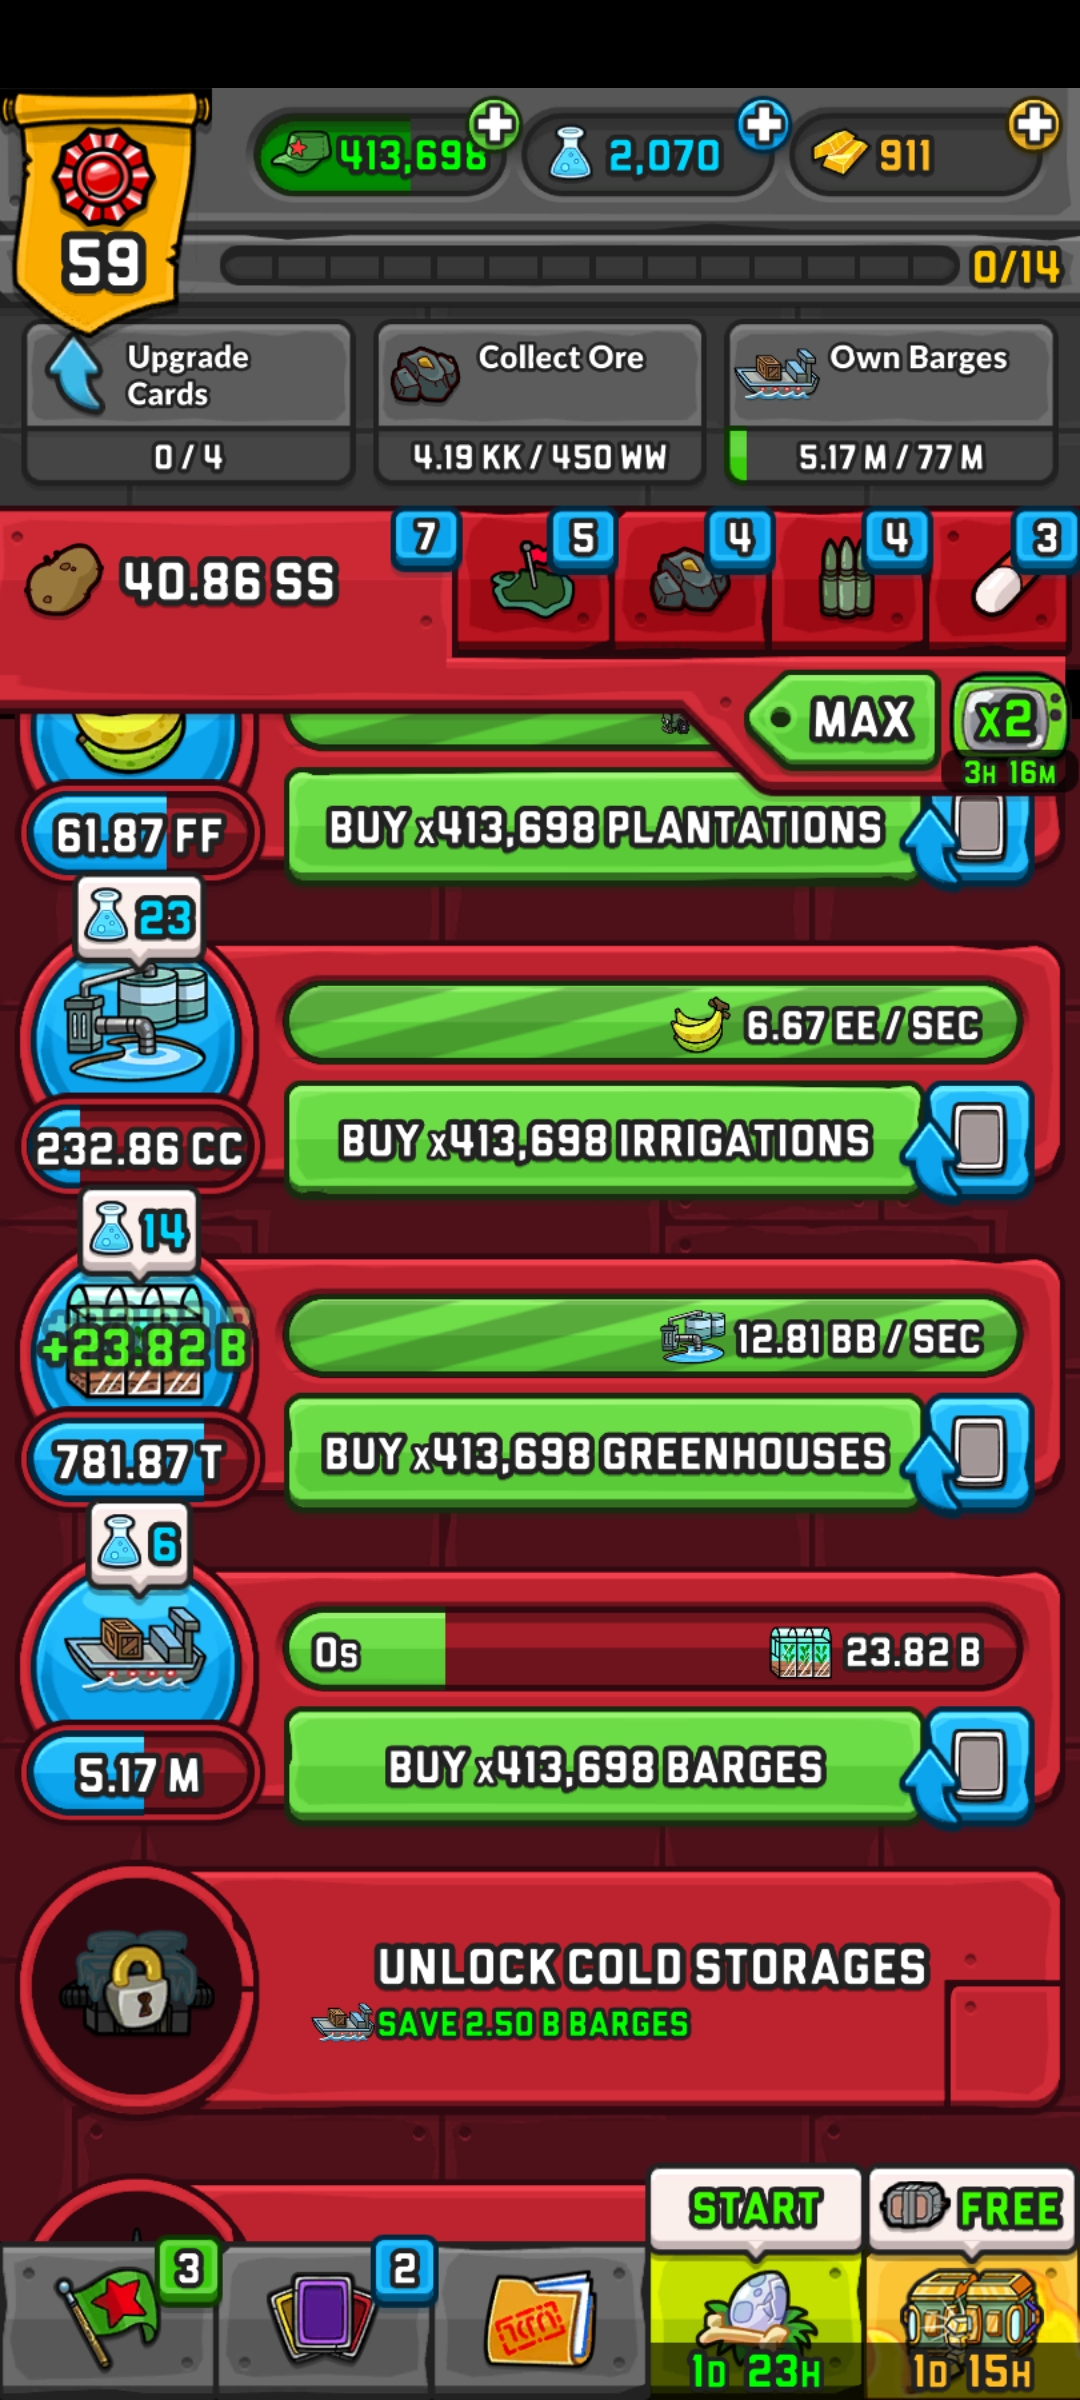 413,698
2,070
911
59
0/14
Upgrade
Cards
0 / 4
Collect Ore
4.19 KK / 450 WW
Own Barges
5.17 M / 77 M
40.86 SS
7
5
4
4
3
MAX
x2
3H 16M
61.87 FF
BUY x413,698 PLANTATIONS
23
6.67 EE / SEC
232.86 CC
BUY x413,698 IRRIGATIONS
14
+23.82 B
12.81 BB / SEC
781.87 T
BUY x413,698 GREENHOUSES
6
0s
23.82 B
5.17 M
BUY x413,698 BARGES
UNLOCK COLD STORAGES
SAVE 2.50 B BARGES
START
FREE
3
2
1D 23H
1D 15H